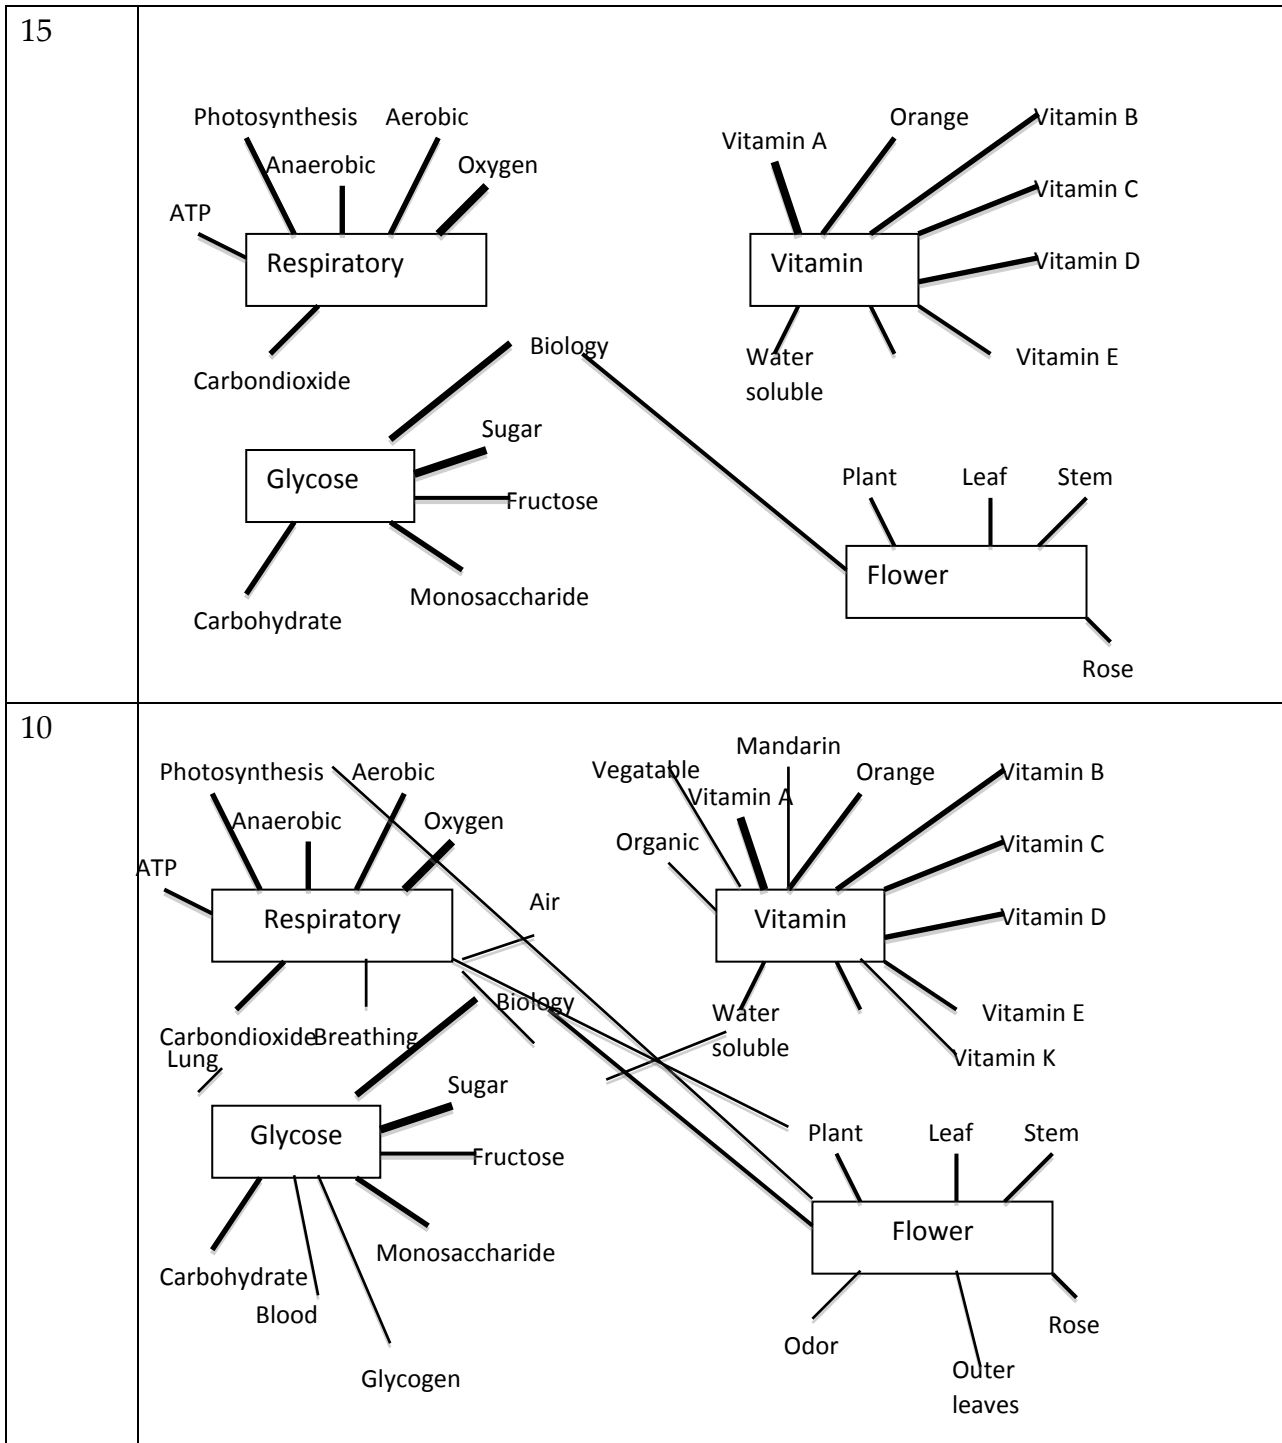 15
Photosynthesis Aerobic
Orange
Vitamin B
Vitamin A
Anaerobic
Oxygen
Vitamin C
ATP
Respiratory
Vitamin
Vitamin D
Biology
Water
soluble
Vitamin E
Carbondioxide
Sugar
Glycose
Fructose
Plant
Leaf
Stem
Flower
Monosaccharide
Carbohydrate
Rose
10
Mandarin
Photosynthesis
Aerobic
Vegatable
Orange
Vitamin B
Vitamin A
Anaerobic
Oxygen
Organic
Vitamin C
ATP
Air
Respiratory
Vitamin
Vitamin D
Biology
Water
soluble
Vitamin E
Carbondioxide
Breathing
Lung
Vitamin K
Sugar
Glycose
Fructose
Plant
Leaf
Stem
Flower
Monosaccharide
Carbohydrate
Blood
Odor
Rose
Glycogen
Outer
leaves